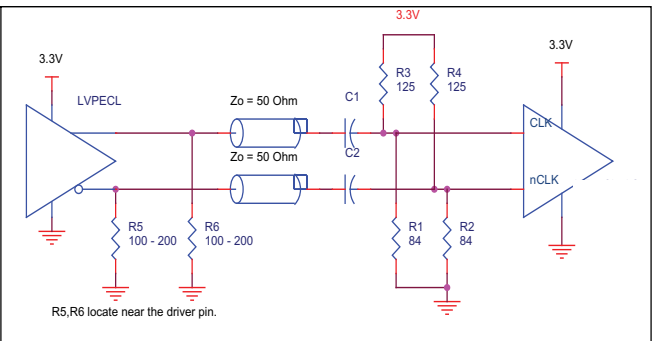 3.3V
3.3V
3.3V
LVPECL
R3
125
R4
125
Zo = 50 Ohm
C1
CLK
Zo = 50 Ohm
C2
nCLK
R5
100 - 200
R6
100 - 200
R1
84
R2
84
R5,R6 locate near the driver pin.